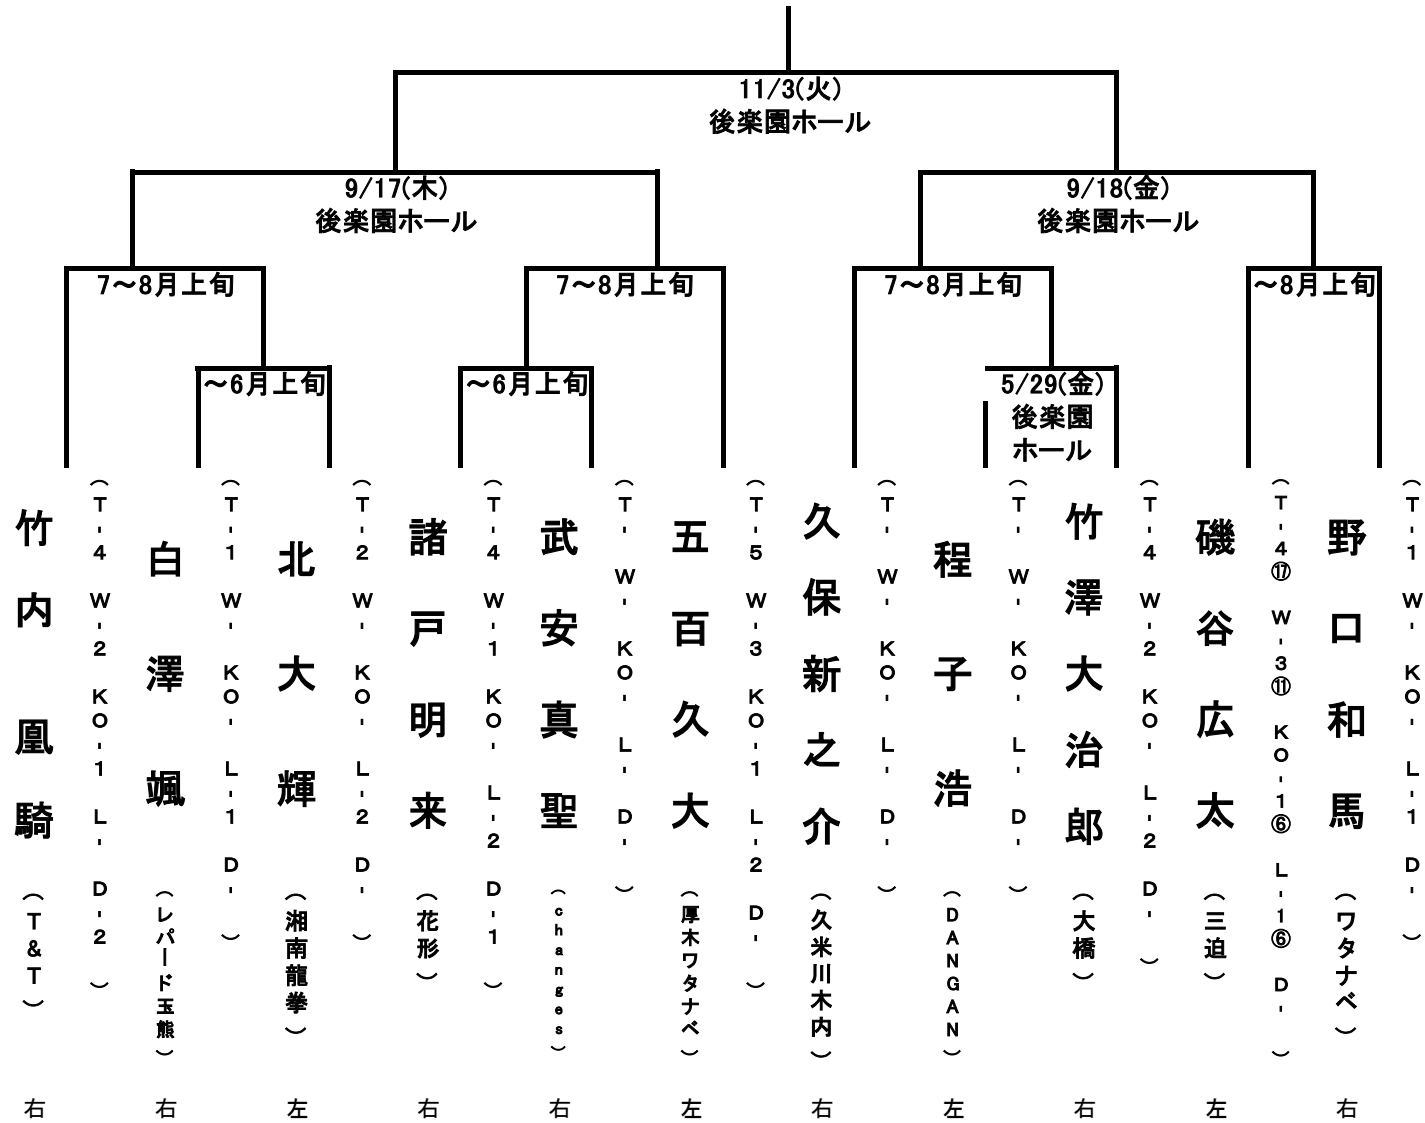 11/3(火)
後楽園ホール
9/17(木)
後楽園ホール
9/18(金)
後楽園ホール
7～8月上旬
7～8月上旬
7～8月上旬
～8月上旬
～6月上旬
～6月上旬
5/29(金)
後楽園
ホール
竹内凰騎（T&T）右
（T-4 W-2 KO-1 L- D-2 ）
白澤颯（レパード玉熊）右
（T-1 W- KO- L-1 D- ）
北大輝（湘南龍拳）左
（T-2 W- KO- L-2 D- ）
諸戸明来（花形）右
（T-4 W-1 KO- L-2 D-1 ）
武安真聖（changes）右
（T- W- KO- L- D- ）
五百久大（厚木ワタナベ）左
（T-5 W-3 KO-1 L-2 D- ）
久保新之介（久米川木内）右
（T- W- KO- L- D- ）
程子浩（DANGAN）左
（T- W- KO- L- D- ）
竹澤大治郎（大橋）右
（T-4 W-2 KO- L-2 D- ）
磯谷広太（三迫）左
（T-4⑰ W-3⑪ KO-1⑥ L-1⑥ D- ）
野口和馬（ワタナベ）右
（T-1 W- KO- L-1 D- ）